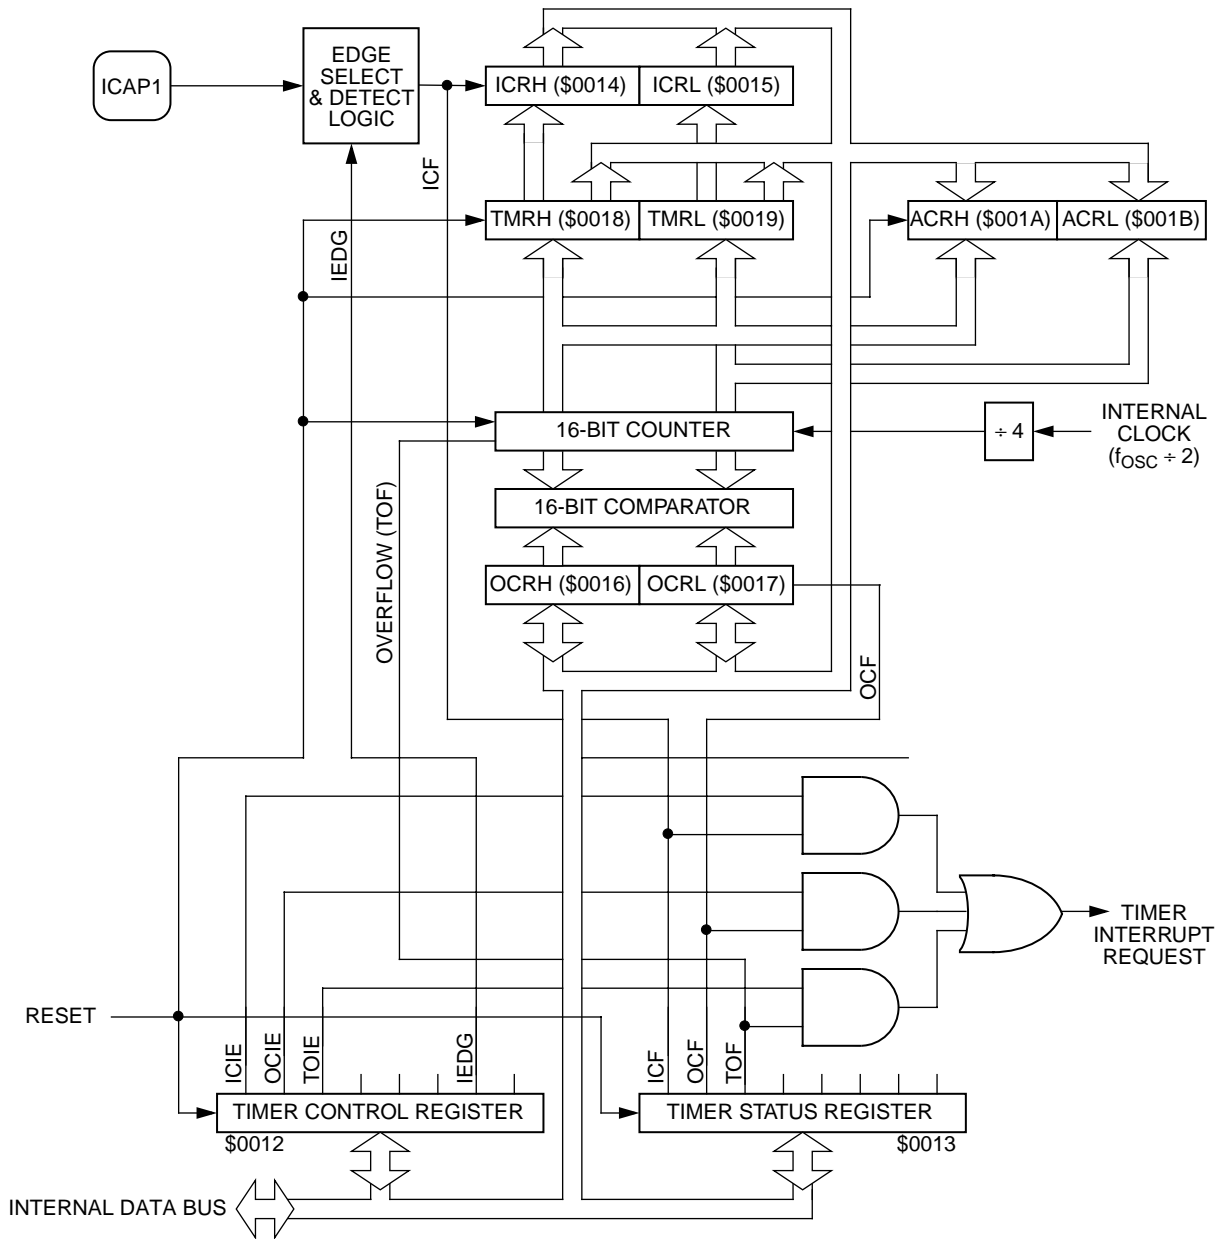 ICAP1
EDGE
SELECT
& DETECT
LOGIC
ICRH ($0014)
ICRL ($0015)
ICF
IEDG
TMRH ($0018)
TMRL ($0019)
ACRH ($001A)
ACRL ($001B)
16-BIT COUNTER
÷ 4
INTERNAL
CLOCK
(fOSC ÷ 2)
16-BIT COMPARATOR
OVERFLOW (TOF)
OCRH ($0016)
OCRL ($0017)
OCF
TIMER
INTERRUPT
REQUEST
RESET
ICIE
OCIE
TOIE
IEDG
ICF
OCF
TOF
TIMER CONTROL REGISTER
$0012
TIMER STATUS REGISTER
$0013
INTERNAL DATA BUS